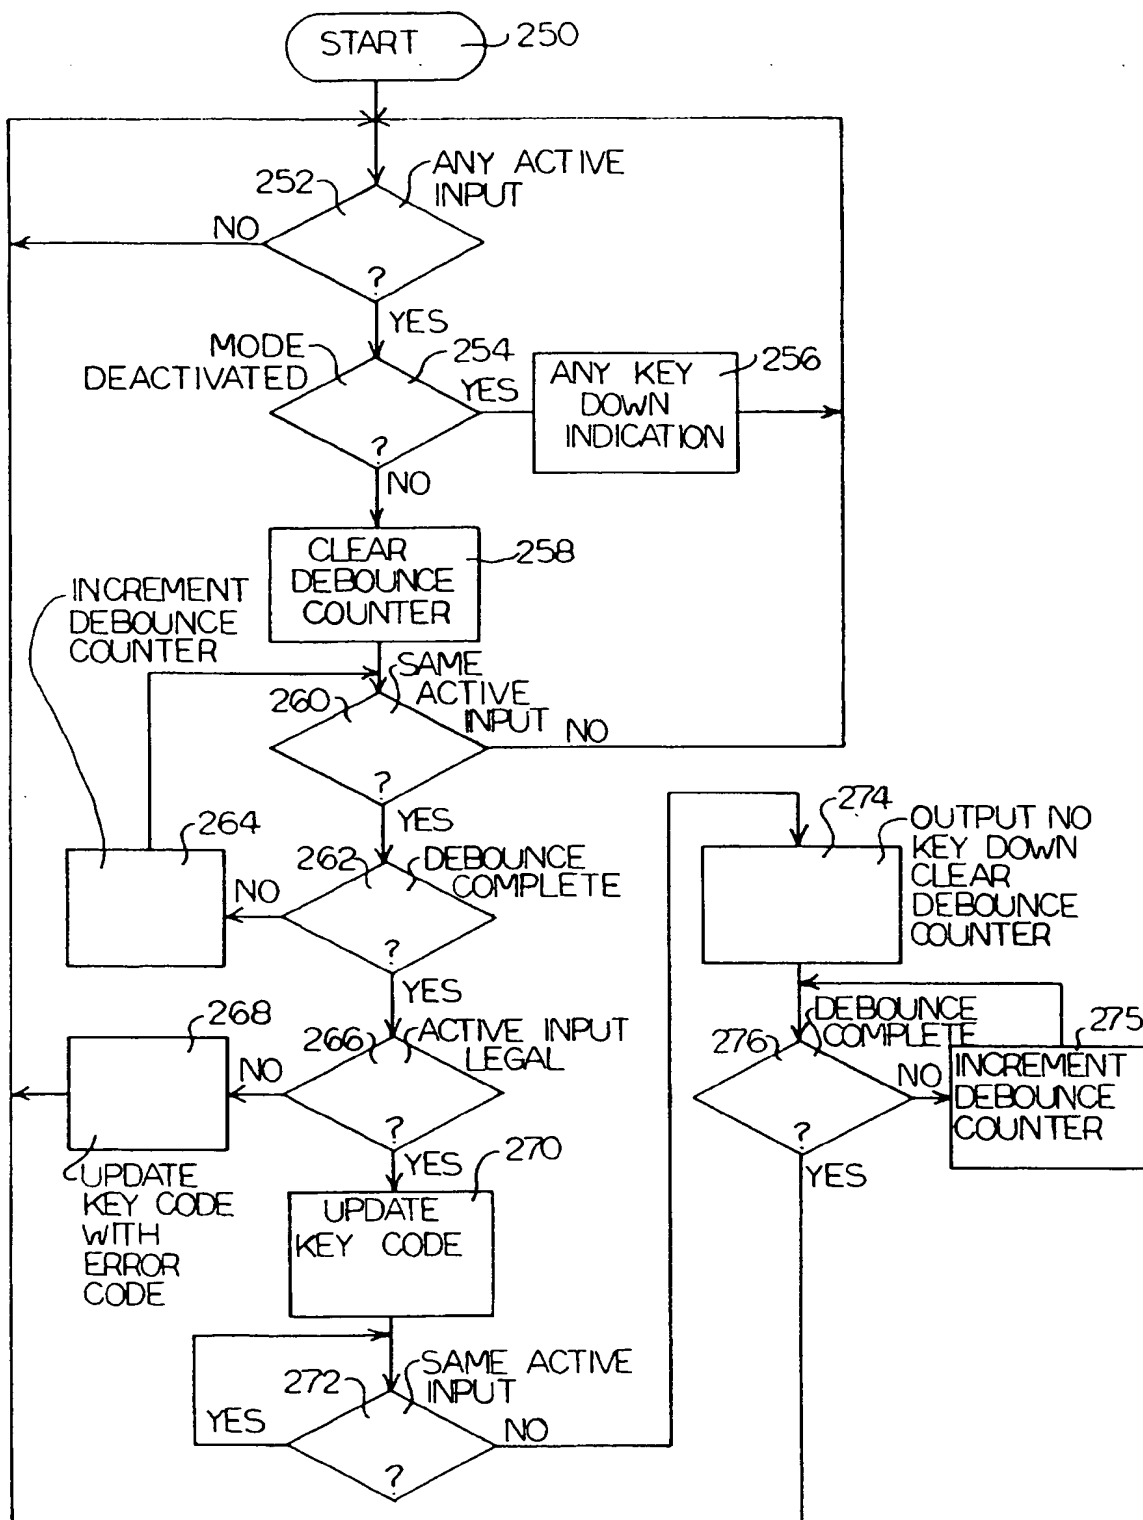 START
250
252
ANY ACTIVE
INPUT
NO
?
YES
MODE
DEACTIVATED
254
YES
?
NO
ANY KEY
DOWN
INDICATION
256
CLEAR
DEBOUNCE
COUNTER
258
INCREMENT
DEBOUNCE
COUNTER
260
SAME
ACTIVE
INPUT
NO
?
YES
264
262
DEBOUNCE
COMPLETE
NO
?
YES
268
266
ACTIVE INPUT
LEGAL
NO
?
YES
UPDATE
KEY CODE
WITH
ERROR
CODE
270
UPDATE
KEY CODE
272
SAME ACTIVE
INPUT
YES
NO
?
274
OUTPUT NO
KEY DOWN
CLEAR
DEBOUNCE
COUNTER
276
DEBOUNCE
COMPLETE
NO
?
YES
275
INCREMENT
DEBOUNCE
COUNTER